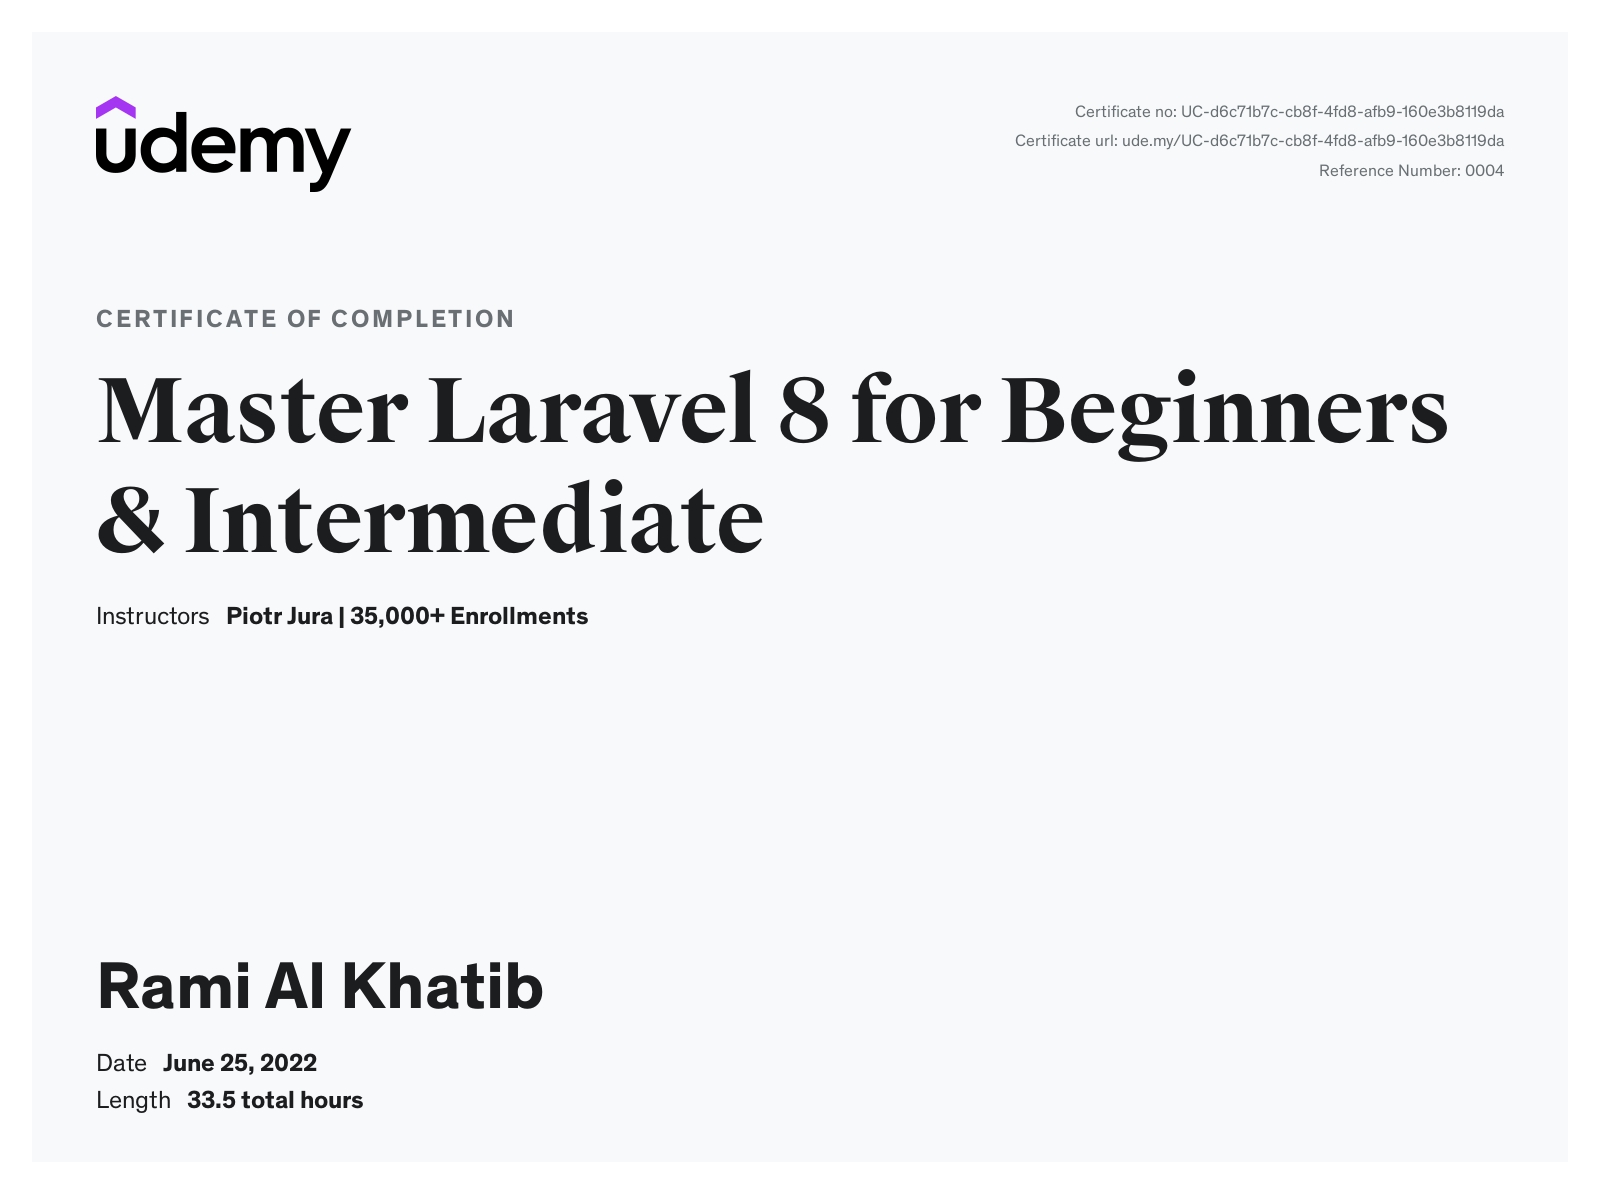 udemy
Certificate no: UC-d6c71b7c-cb8f-4fd8-afb9-160e3b8119da
Certificate url: ude.my/UC-d6c71b7c-cb8f-4fd8-afb9-160e3b8119da
Reference Number: 0004
CERTIFICATE OF COMPLETION
Master Laravel 8 for Beginners
& Intermediate
Instructors Piotr Jura | 35,000+ Enrollments
Rami Al Khatib
Date June 25, 2022
Length 33.5 total hours